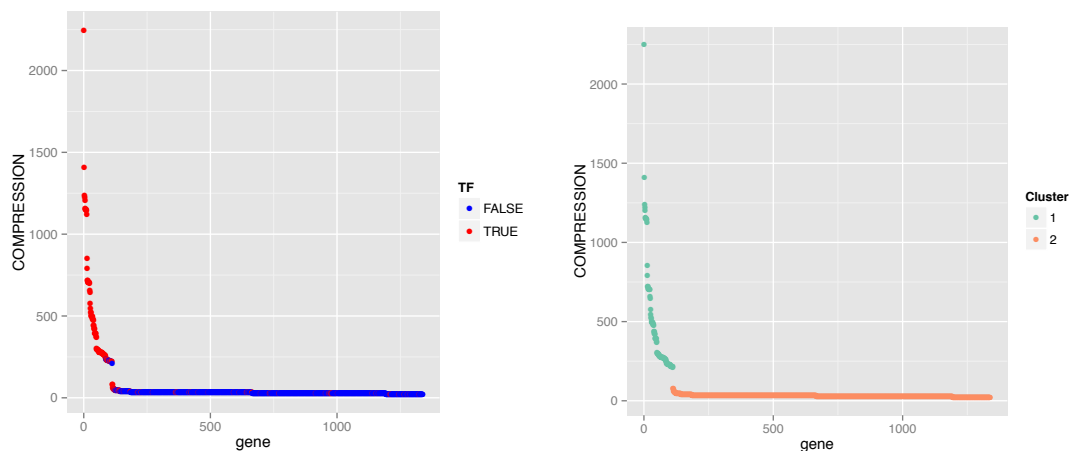 2000
1500
1000
500
0
COMPRESSION
0
500
1000
gene
TF
FALSE
TRUE
2000
1500
1000
500
0
COMPRESSION
0
500
1000
gene
Cluster
1
2